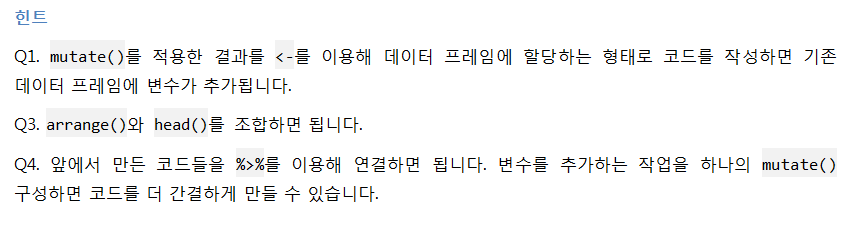 힌트
Q1. mutate()를 적용한 결과를 <-를 이용해 데이터 프레임에 할당하는 형태로 코드를 작성하면 기존
데이터 프레임에 변수가 추가됩니다.
Q3. arrange()와 head()를 조합하면 됩니다.
Q4. 앞에서 만든 코드들을 %>%를 이용해 연결하면 됩니다. 변수를 추가하는 작업을 하나의 mutate()
구성하면 코드를 더 간결하게 만들 수 있습니다.